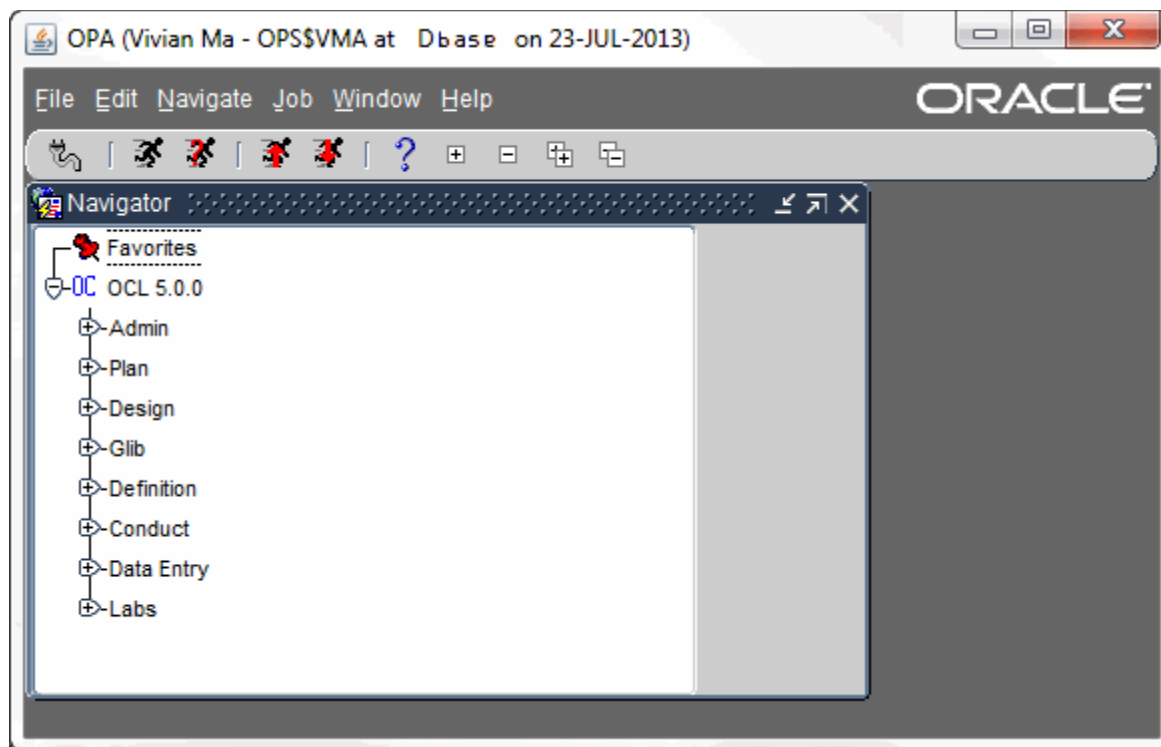 OPA (Vivian Ma - OPS$VMA at Dbase on 23-JUL-2013)
File Edit Navigate Job Window Help ORACLE
Navigator
Favorites
OC OCL 5.0.0
Admin
Plan
Design
Glib
Definition
Conduct
Data Entry
Labs